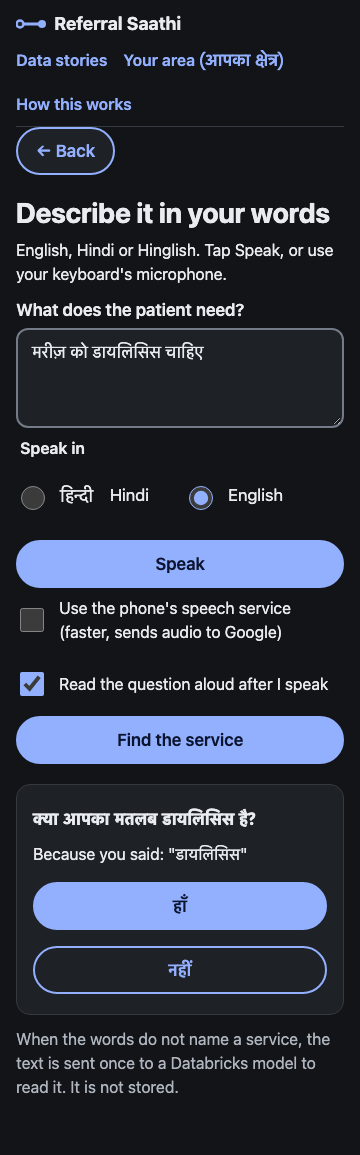 Referral Saathi
Data stories Your area (आपका क्षेत्र)
How this works
← Back
Describe it in your words
English, Hindi or Hinglish. Tap Speak, or use
your keyboard's microphone.
What does the patient need?
मरीज़ को डायलिसिस चाहिए
Speak in
हिन्दी Hindi English
Speak
Use the phone's speech service
(faster, sends audio to Google)
Read the question aloud after I speak
Find the service
क्या आपका मतलब डायलिसिस है?
Because you said: "डायलिसिस"
हाँ
नहीं
When the words do not name a service, the
text is sent once to a Databricks model to
read it. It is not stored.